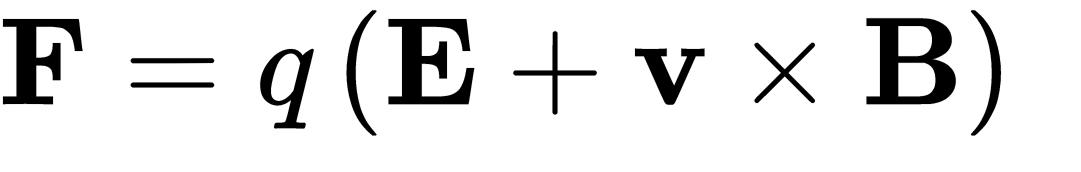 F = q(E + v × B)